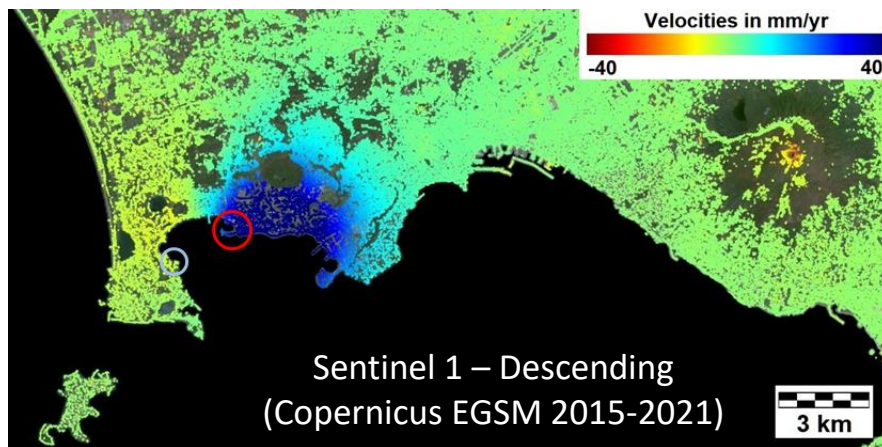 Velocities in mm/yr
-40 40
Sentinel 1 – Descending
(Copernicus EGSM 2015-2021)
3 km